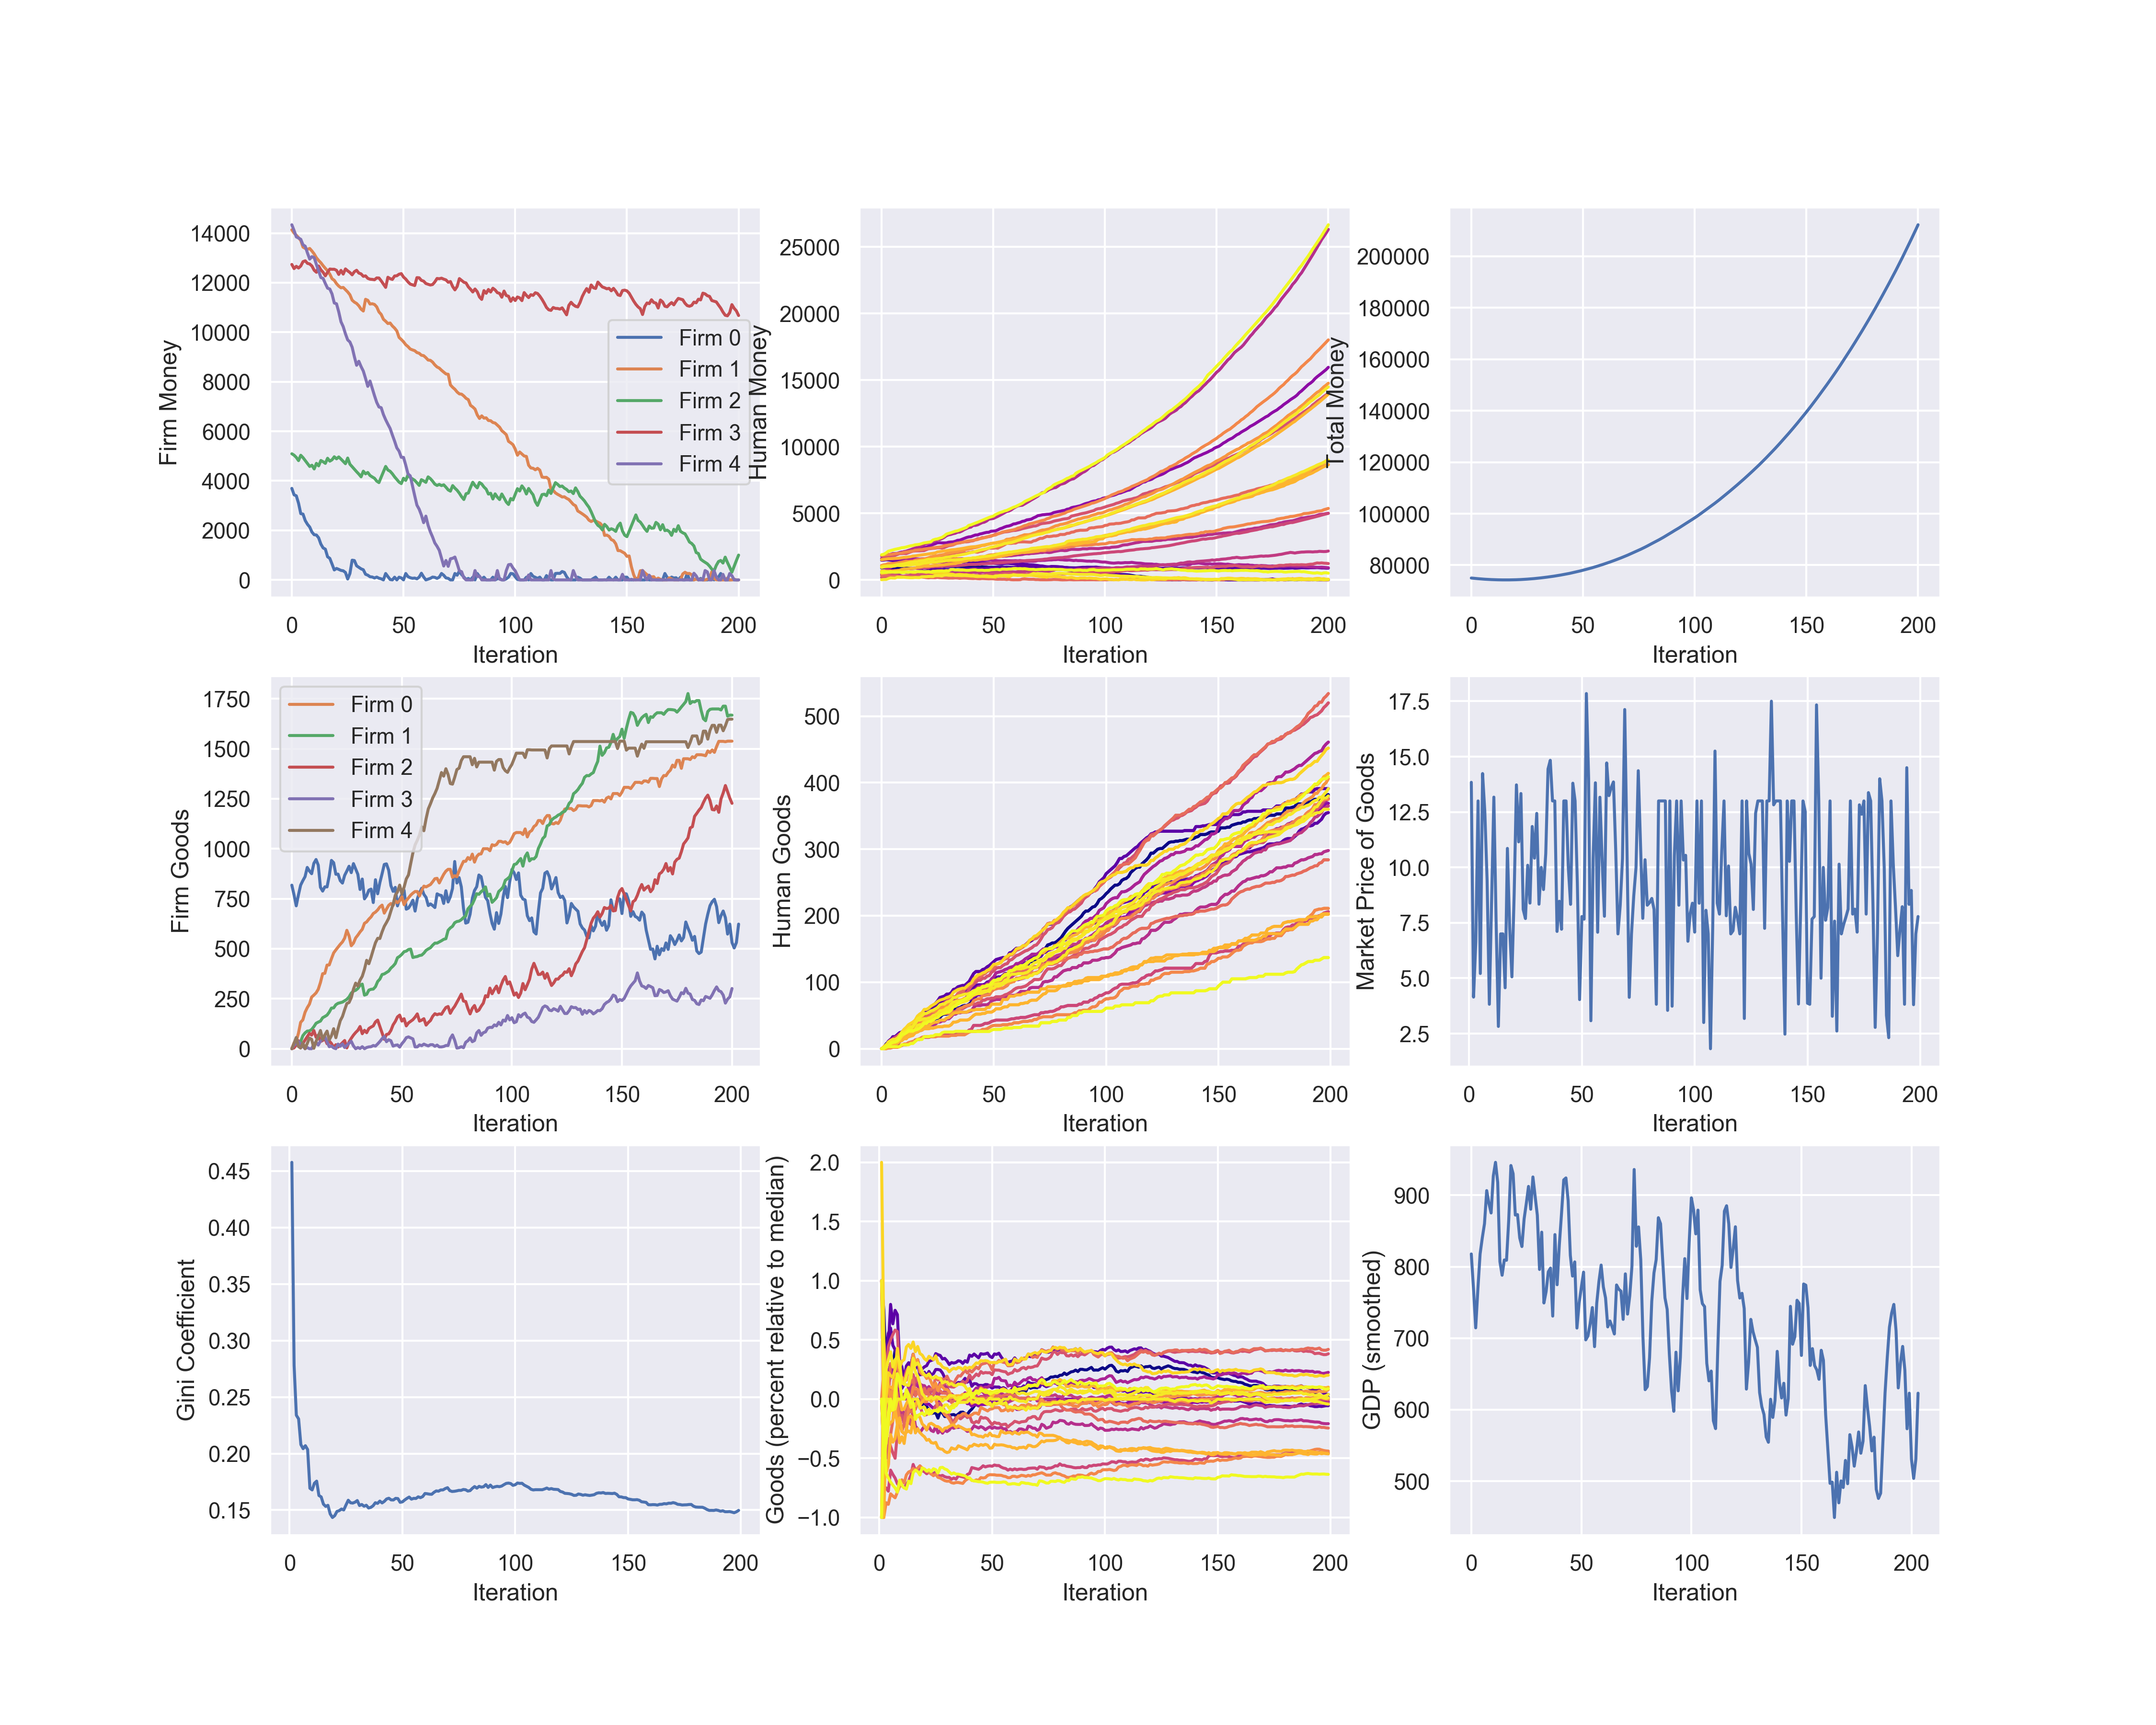 Firm Money
14000
12000
10000
8000
6000
4000
2000
0
Firm 0
Firm 1
Firm 2
Firm 3
Firm 4
0 50 100 150 200
Iteration
Human Money
25000
20000
15000
10000
5000
0
0 50 100 150 200
Iteration
Total Money
200000
180000
160000
140000
120000
100000
80000
0 50 100 150 200
Iteration
Firm Goods
1750
1500
1250
1000
750
500
250
0
Firm 0
Firm 1
Firm 2
Firm 3
Firm 4
0 50 100 150 200
Iteration
Human Goods
500
400
300
200
100
0
0 50 100 150 200
Iteration
Market Price of Goods
17.5
15.0
12.5
10.0
7.5
5.0
2.5
0 50 100 150 200
Iteration
Gini Coefficient
0.45
0.40
0.35
0.30
0.25
0.20
0.15
0 50 100 150 200
Iteration
Goods (percent relative to median)
2.0
1.5
1.0
0.5
0.0
−0.5
−1.0
0 50 100 150 200
Iteration
GDP (smoothed)
900
800
700
600
500
0 50 100 150 200
Iteration